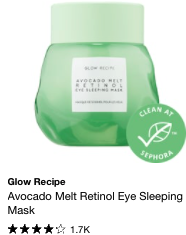 GLOW RECIPE
AVOCADO MELT
RETINOL
EYE SLEEPING MASK
CLEAN AT
SEPHORA
Glow Recipe
Avocado Melt Retinol Eye Sleeping
Mask
1.7K